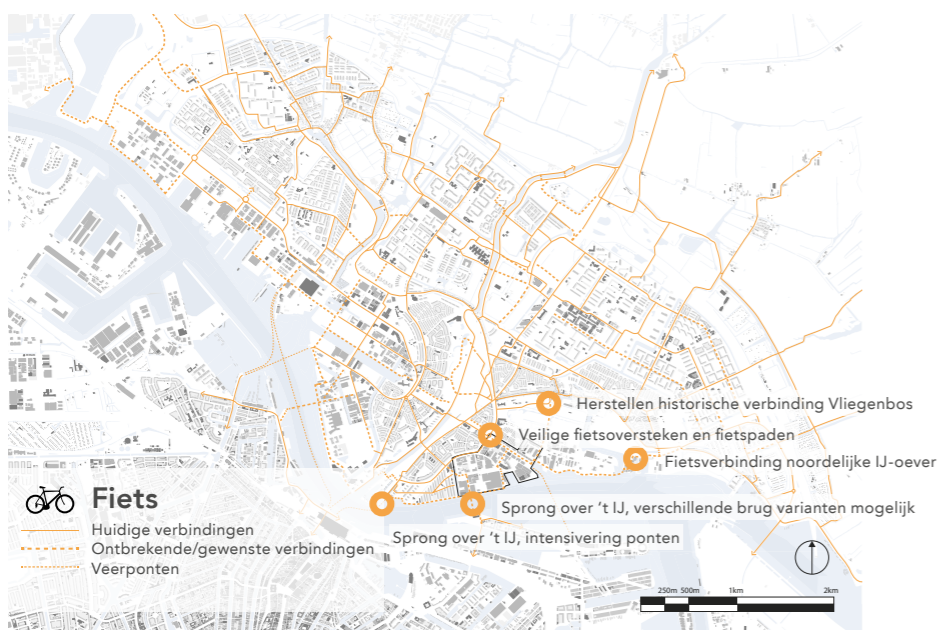 Herstellen historische verbinding Vliegenbos
Veilige fietsoversteken en fietspaden
Fietsverbinding noordelijke IJ-oever
Sprong over ‘t IJ, verschillende brug varianten mogelijk
Sprong over ‘t IJ, intensivering ponten
Fiets
Huidige verbindingen
Ontbrekende/gewenste verbindingen
Veerponten
250m 500m 1km 2km